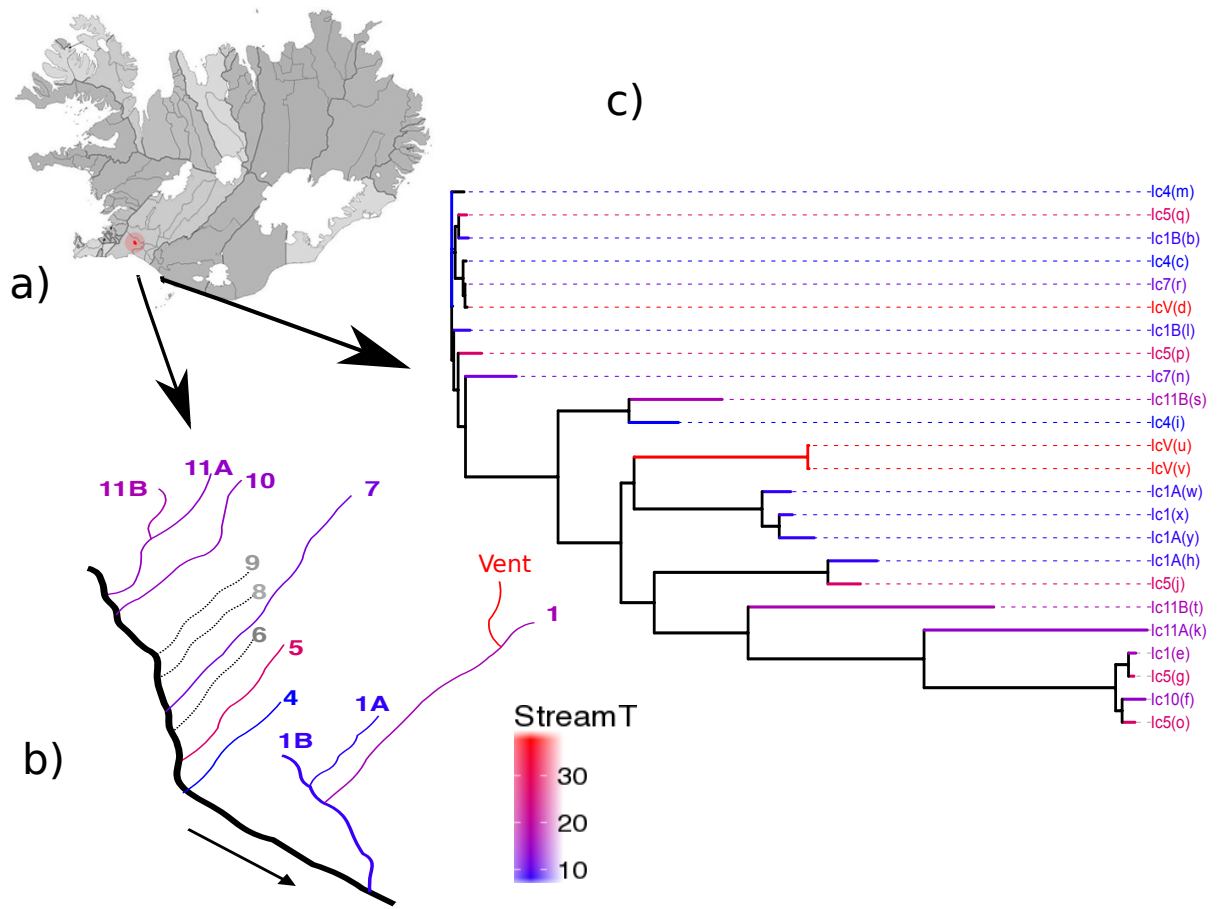 a)
c)
Ic4(m)
Ic5(q)
Ic1B(b)
Ic4(c)
Ic7(r)
IcV(d)
Ic1B(l)
Ic5(p)
Ic7(n)
Ic11B(s)
Ic4(i)
IcV(u)
IcV(v)
Ic1A(w)
Ic1(x)
Ic1A(y)
Ic1A(h)
Ic5(j)
Ic11B(t)
Ic11A(k)
Ic1(e)
Ic5(g)
Ic10(f)
Ic5(o)
b)
11B
11A
10
7
9
8
6
5
4
Vent
1
1A
1B
StreamT
30
20
10